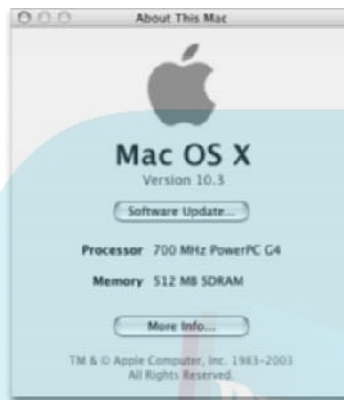 About This Mac
Mac OS X
Version 10.3
Software Update...
Processor 700 MHz PowerPC G4
Memory 512 MB SDRAM
More Info...
TM & © Apple Computer, Inc. 1983-2003
All Rights Reserved.